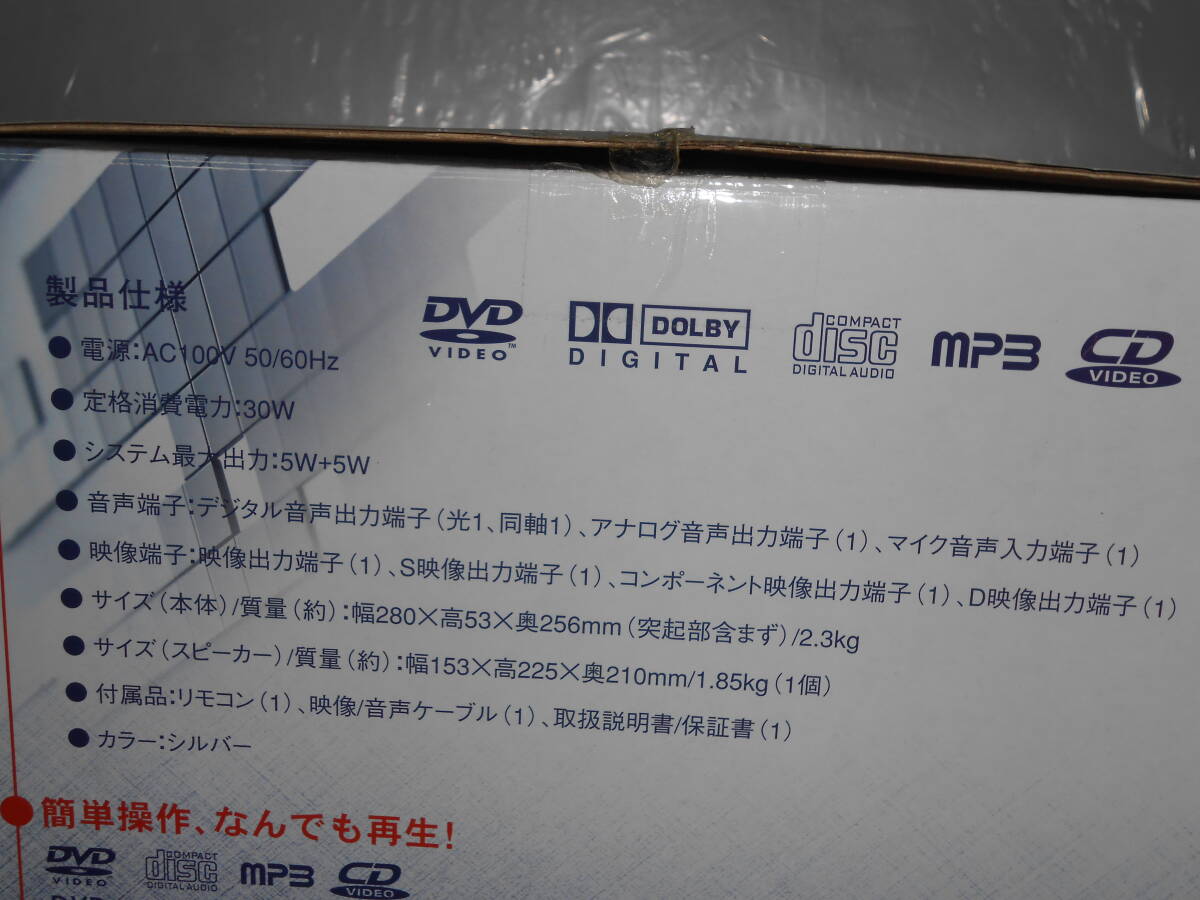 製品仕様
DVD VIDEO™
DOLBY DIGITAL
COMPACT disc DIGITAL AUDIO
MP3
CD VIDEO
●電源:AC100V 50/60Hz
●定格消費電力:30W
●システム最大出力:5W+5W
●音声端子:デジタル音声出力端子(光1、同軸1)、アナログ音声出力端子(1)、マイク音声入力端子(1)
●映像端子:映像出力端子(1)、S映像出力端子(1)、コンポーネント映像出力端子(1)、D映像出力端子(1)
●サイズ(本体)/質量(約):幅280×高53×奥256mm(突起部含まず)/2.3kg
●サイズ(スピーカー)/質量(約):幅153×高225×奥210mm/1.85kg(1個)
●付属品:リモコン(1)、映像/音声ケーブル(1)、取扱説明書/保証書(1)
●カラー:シルバー
簡単操作、なんでも再生!
DVD VIDEO
COMPACT disc DIGITAL AUDIO
MP3
CD VIDEO